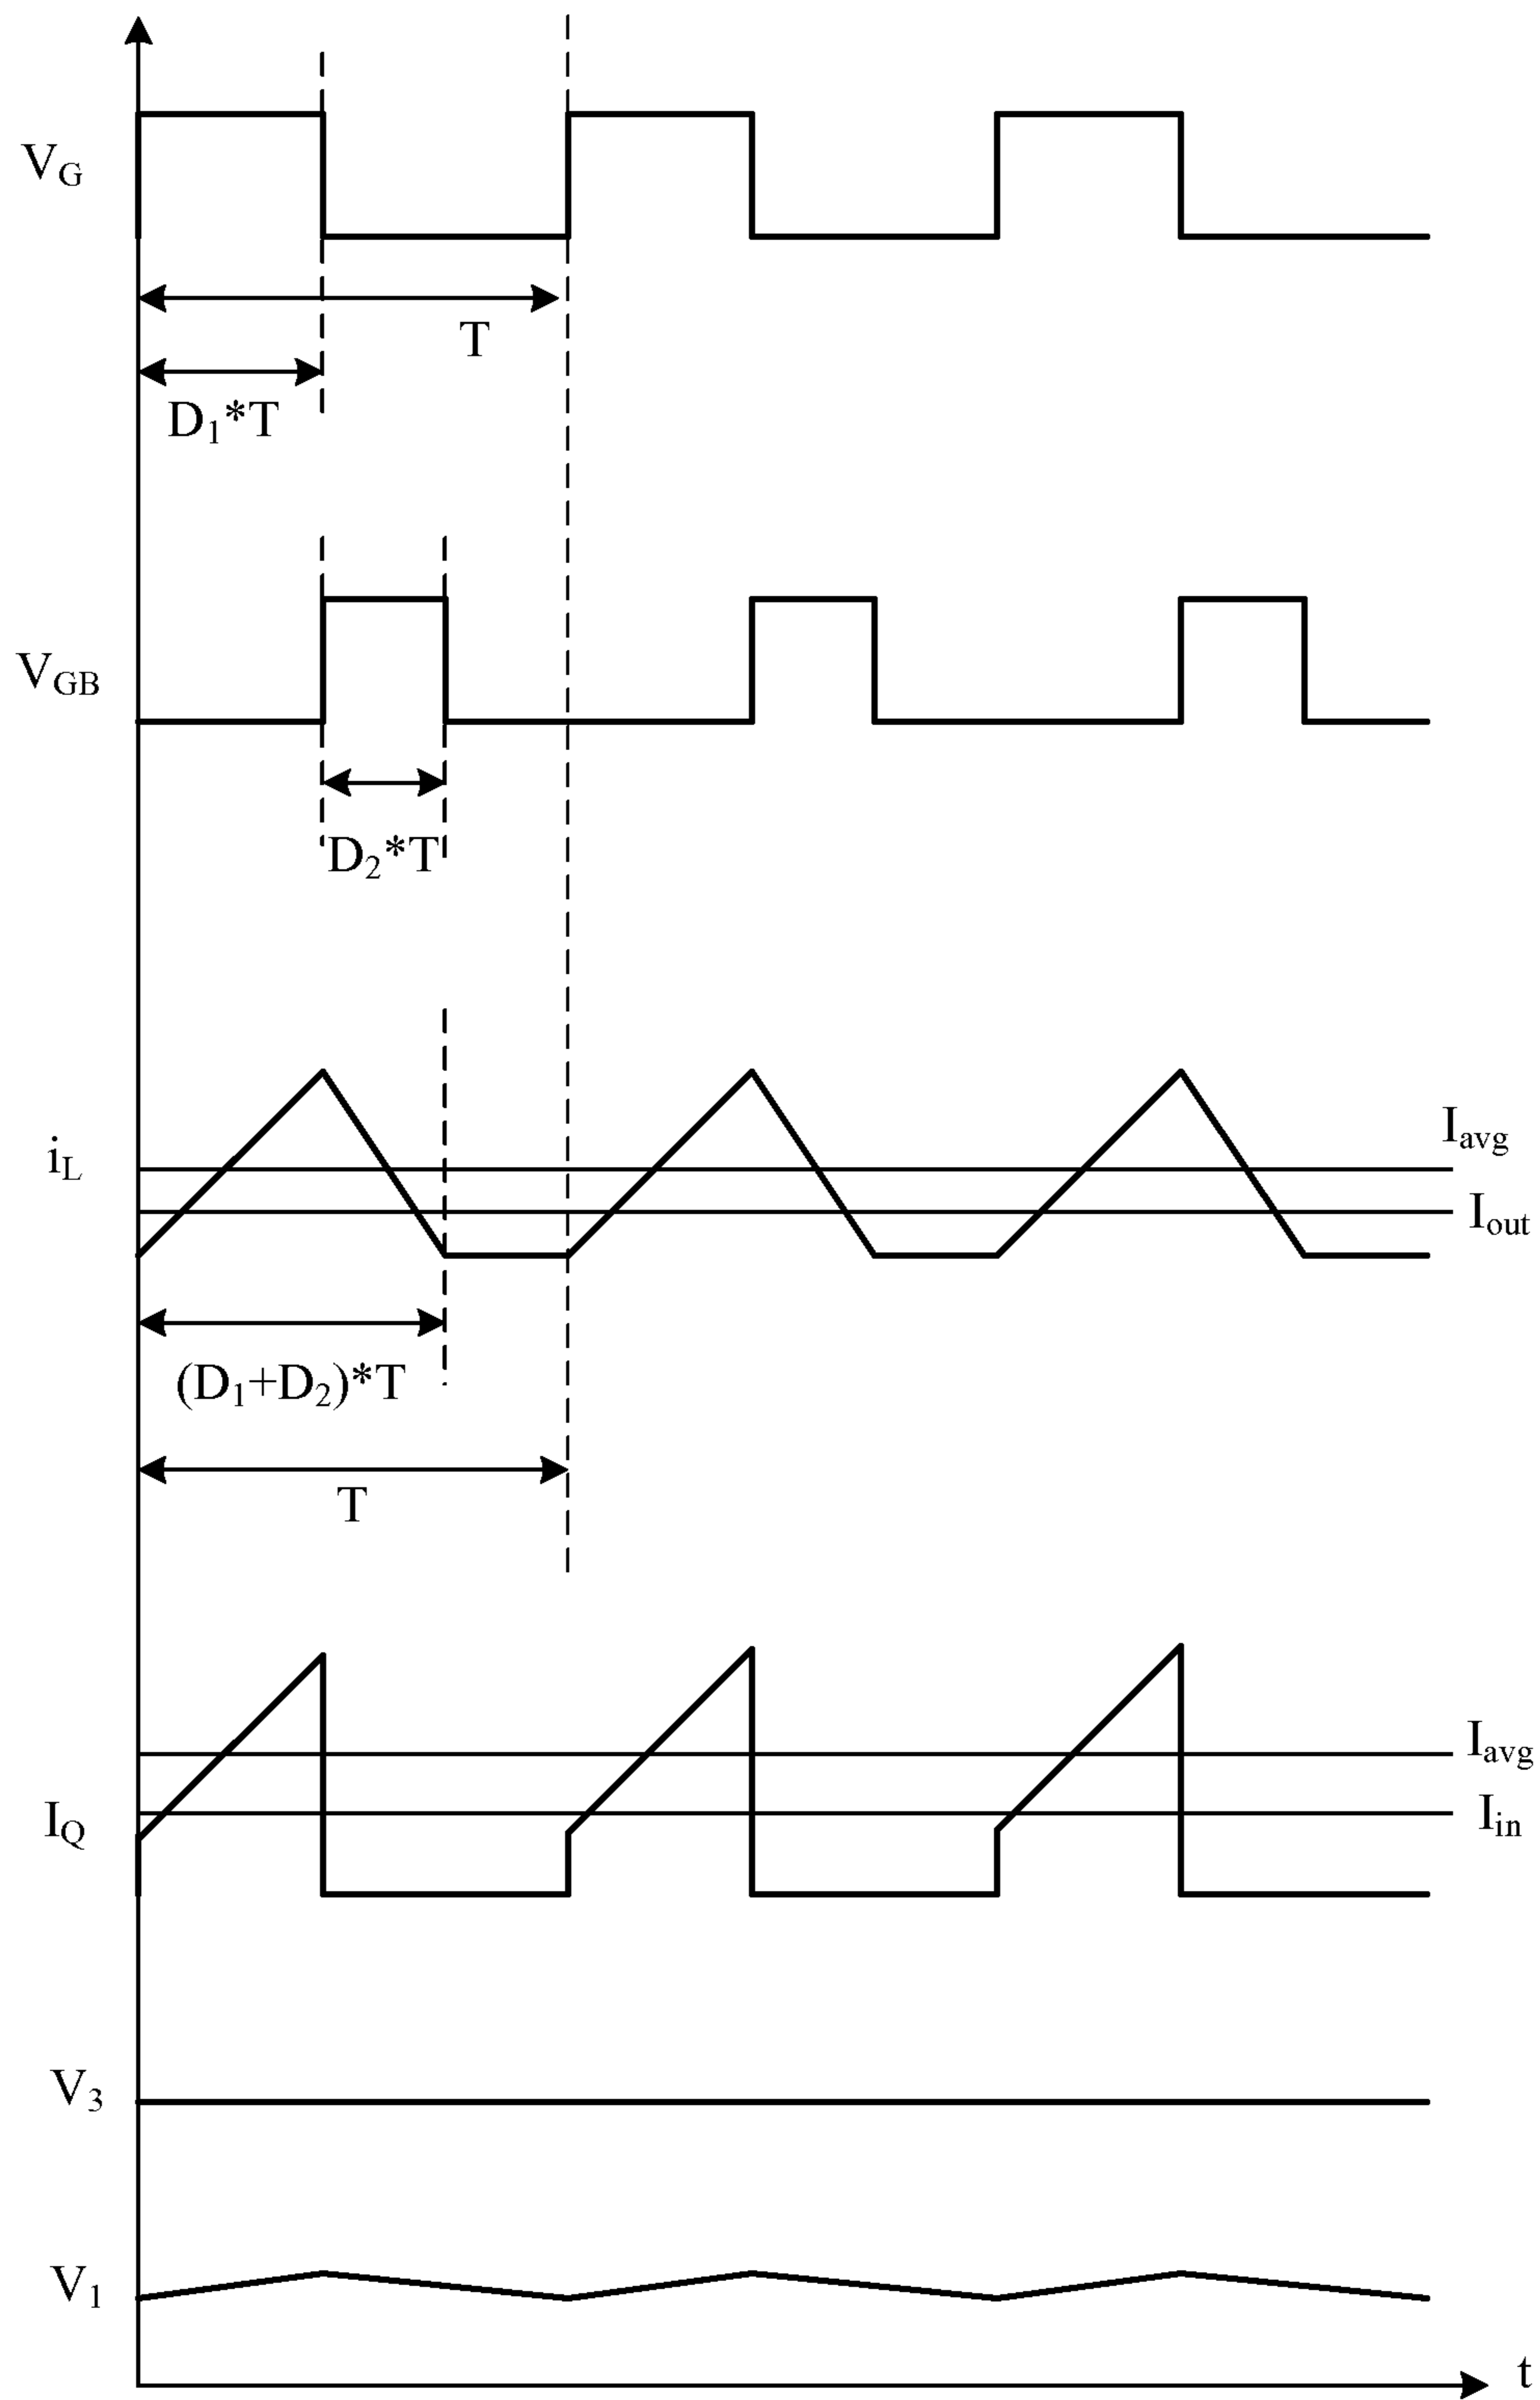 V_G
T
D_1*T
V_GB
D_2*T
i_L
I_avg
I_out
(D_1+D_2)*T
T
I_avg
I_Q
I_in
V_3
V_1
t